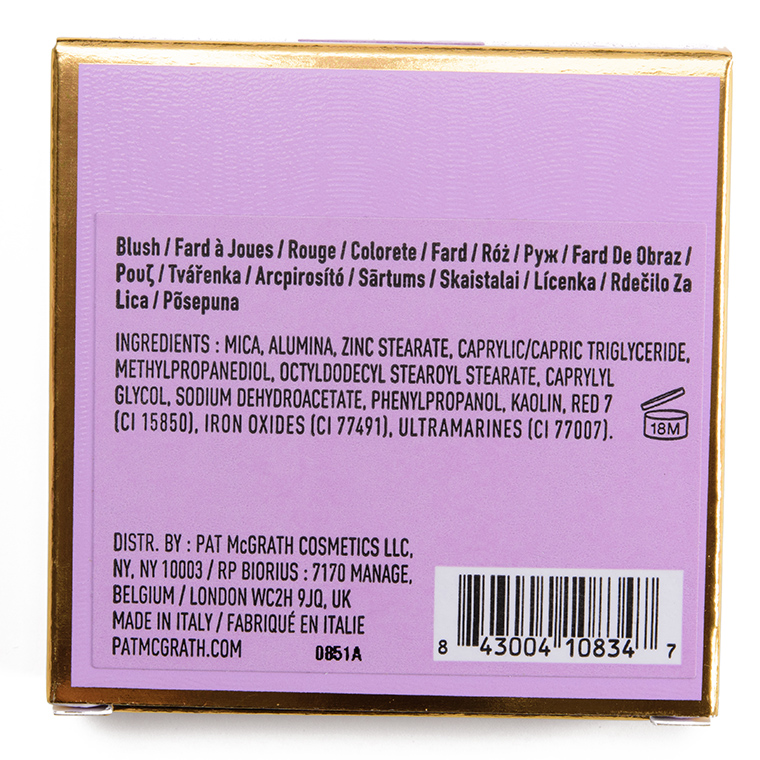 Blush / Fard à Joues / Rouge / Colorete / Fard / Róż / Руж / Fard De Obraz /
Ρουζ / Tvářenka / Arcpirosító / Sārtums / Skaistalai / Lícenka / Rdečilo Za
Lica / Põsepuna
INGREDIENTS : MICA, ALUMINA, ZINC STEARATE, CAPRYLIC/CAPRIC TRIGLYCERIDE,
METHYLPROPANEDIOL, OCTYLDODECYL STEAROYL STEARATE, CAPRYLYL
GLYCOL, SODIUM DEHYDROACETATE, PHENYLPROPANOL, KAOLIN, RED 7
(CI 15850), IRON OXIDES (CI 77491), ULTRAMARINES (CI 77007).
18M
DISTR. BY : PAT McGRATH COSMETICS LLC,
NY, NY 10003 / RP BIORIUS : 7170 MANAGE,
BELGIUM / LONDON WC2H 9JQ, UK
MADE IN ITALY / FABRIQUÉ EN ITALIE
PATMCGRATH.COM
0851A
8 43004 10834 7